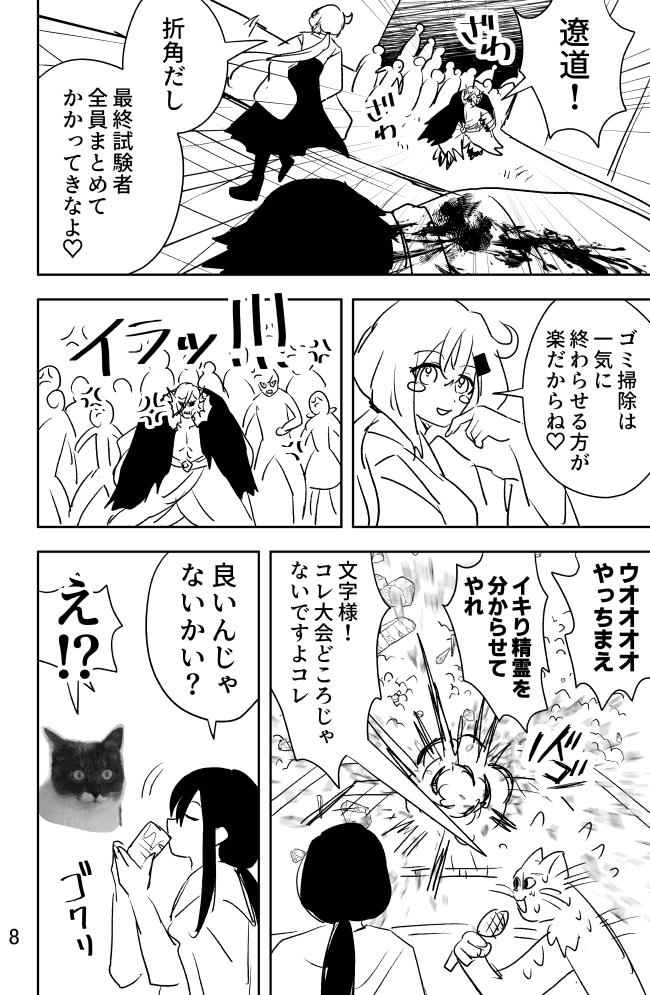 遼道！
ざわ
ざわ
折角だし
最終試験者
全員まとめて
かかってきなよ♡
ゴミ掃除は
一気に
終わらせる方が
楽だからね♡
イラッ!!!
ウオオオオ
やっちまえ
イキり精霊を
分からせて
やれ
ドゴ
文字様！
コレ大会どころじゃ
ないですよコレ
良いんじゃ
ないかい？
ゴクリ
え!?
8